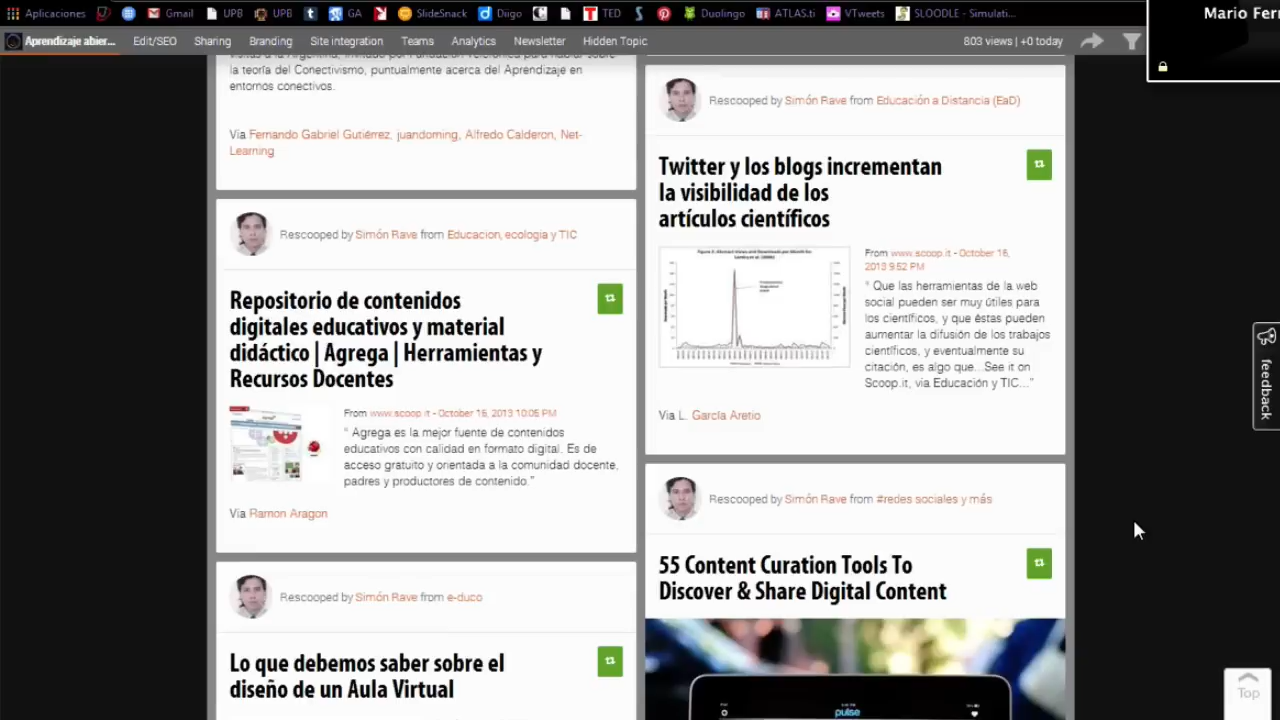 Aplicaciones Gmail UPB UPB GA SlideSnack Diigo TED Duolingo ATLAS.ti VTweets SLOODLE - Simulati...
Mario Fer
Aprendizaje abier... Edit/SEO Sharing Branding Site integration Teams Analytics Newsletter Hidden Topic 803 views | +0 today
la teoría del Conectivismo, puntualmente acerca del Aprendizaje en
entornos conectivos.
Vía Fernando Gabriel Gutiérrez, juandoming, Alfredo Calderon, Net-
Learning
Rescooped by Simón Rave from Educacion, ecologia y TIC
Repositorio de contenidos
digitales educativos y material
didáctico | Agrega | Herramientas y
Recursos Docentes
From www.scoop.it - October 16, 2013 10:05 PM
" Agrega es la mejor fuente de contenidos
educativos con calidad en formato digital. Es de
acceso gratuito y orientada a la comunidad docente,
padres y productores de contenido."
Via Ramon Aragon
Rescooped by Simón Rave from e-duco
Lo que debemos saber sobre el
diseño de un Aula Virtual
Rescooped by Simón Rave from Educación a Distancia (EaD)
Twitter y los blogs incrementan
la visibilidad de los
artículos científicos
From www.scoop.it - October 16,
2013 9:52 PM
" Que las herramientas de la web
social pueden ser muy útiles para
los científicos, y que éstas pueden
aumentar la difusión de los trabajos
científicos, y eventualmente su
citación, es algo que...See it on
Scoop.it, via Educación y TIC..."
Via L. García Aretio
Rescooped by Simón Rave from #redes sociales y más
55 Content Curation Tools To
Discover & Share Digital Content
pulse
feedback
Top